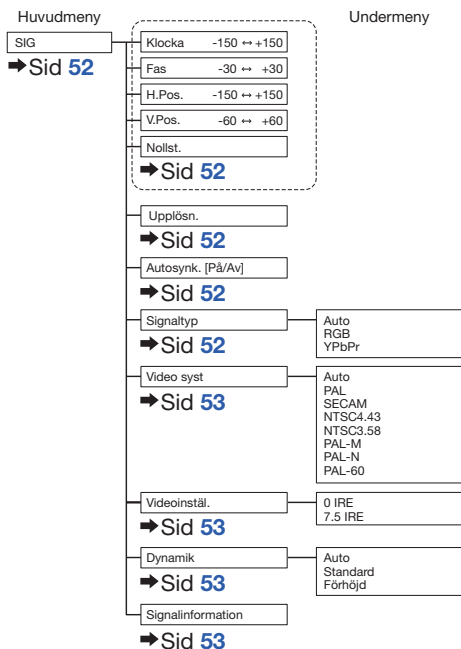 Huvudmeny Undermeny
SIG
➡Sid 52
Klocka -150 ↔ +150
Fas -30 ↔ +30
H.Pos. -150 ↔ +150
V.Pos. -60 ↔ +60
Nollst.
➡Sid 52
Upplösn.
➡Sid 52
Autosynk. [På/Av]
➡Sid 52
Signaltyp
➡Sid 52
Auto
RGB
YPbPr
Video syst
➡Sid 53
Auto
PAL
SECAM
NTSC4.43
NTSC3.58
PAL-M
PAL-N
PAL-60
Videoinstäl.
➡Sid 53
0 IRE
7.5 IRE
Dynamik
➡Sid 53
Auto
Standard
Förhöjd
Signalinformation
➡Sid 53